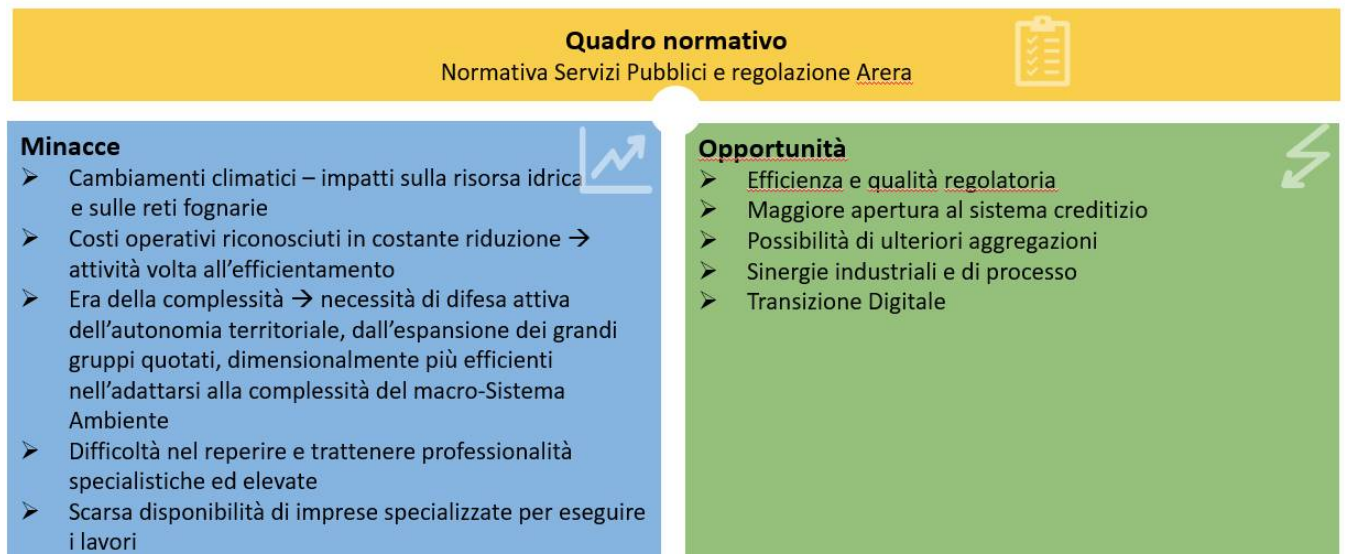 Quadro normativo
Normativa Servizi Pubblici e regolazione Arera
Minacce
➢ Cambiamenti climatici – impatti sulla risorsa idrica
e sulle reti fognarie
➢ Costi operativi riconosciuti in costante riduzione →
attività volta all’efficientamento
➢ Era della complessità → necessità di difesa attiva
dell’autonomia territoriale, dall’espansione dei grandi
gruppi quotati, dimensionalmente più efficienti
nell’adattarsi alla complessità del macro-Sistema
Ambiente
➢ Difficoltà nel reperire e trattenere professionalità
specialistiche ed elevate
➢ Scarsa disponibilità di imprese specializzate per eseguire
i lavori
Opportunità
➢ Efficienza e qualità regolatoria
➢ Maggiore apertura al sistema creditizio
➢ Possibilità di ulteriori aggregazioni
➢ Sinergie industriali e di processo
➢ Transizione Digitale